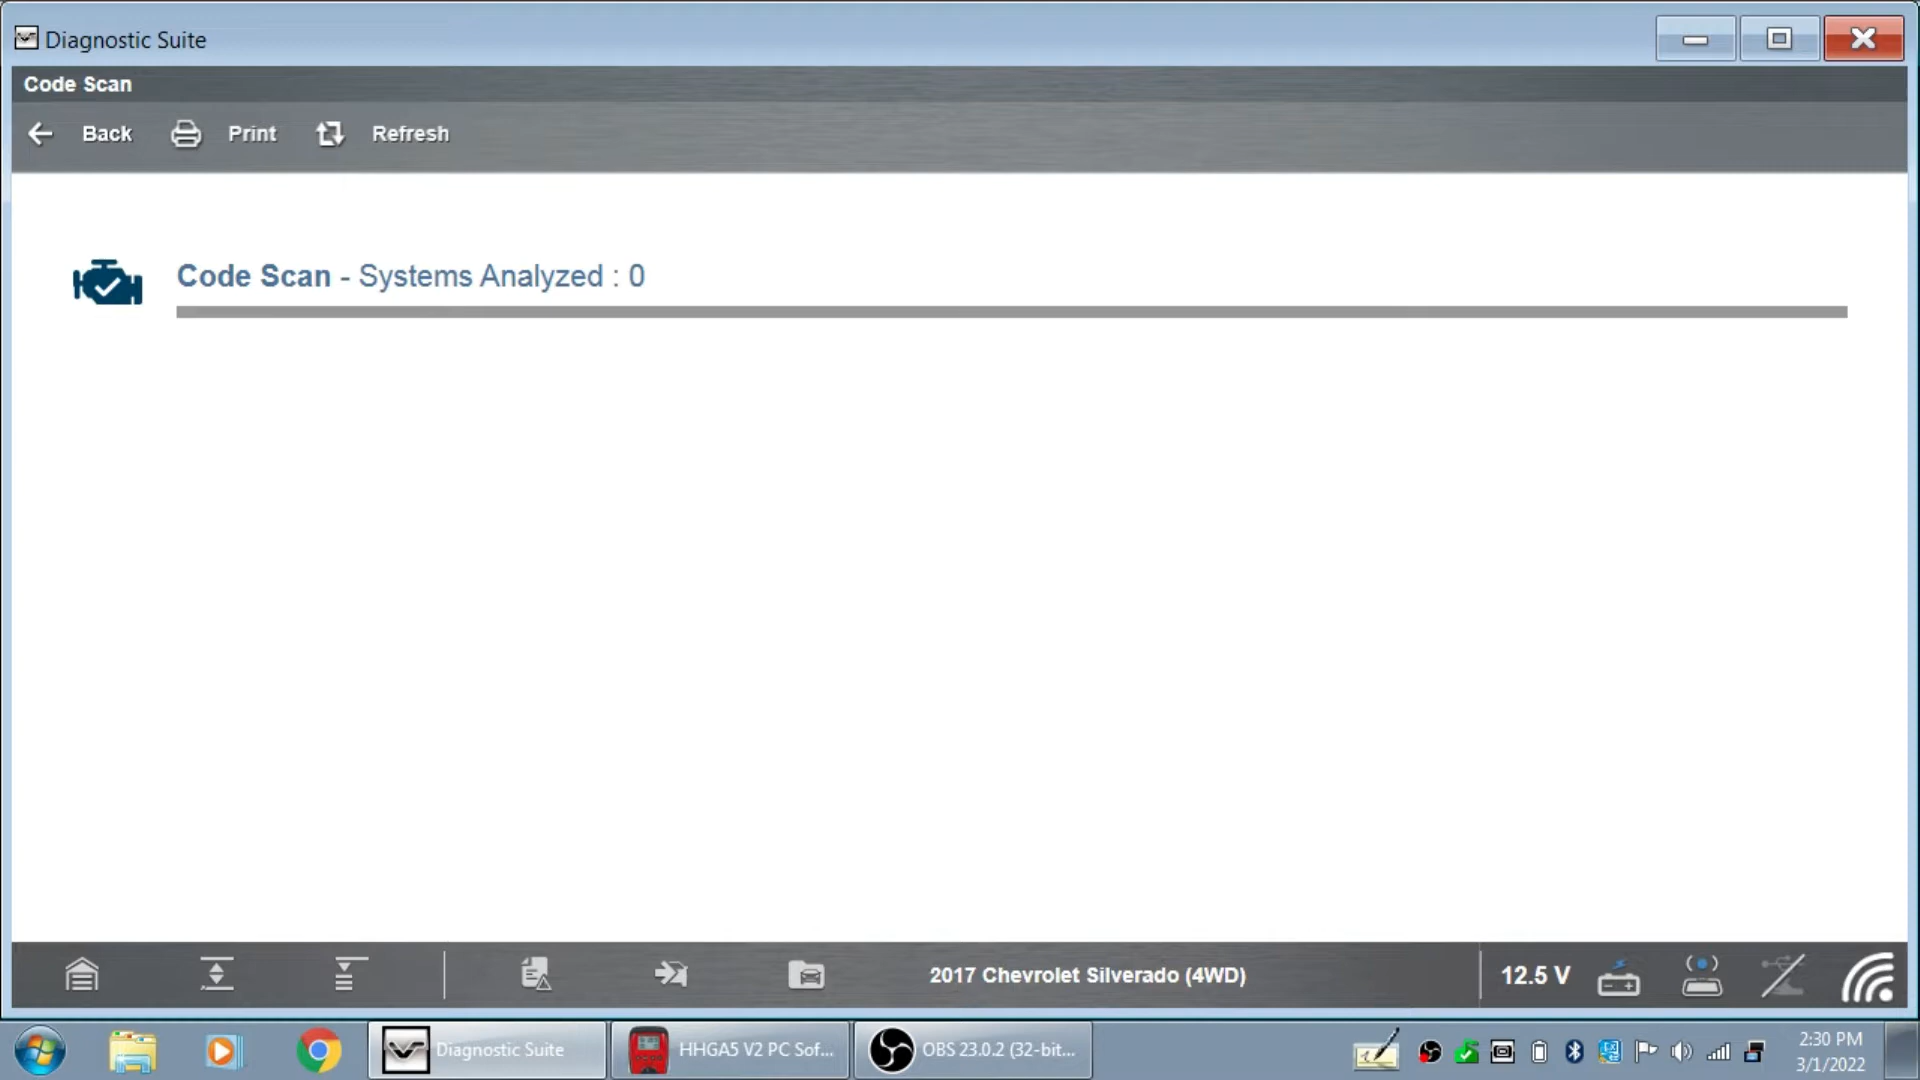 Diagnostic Suite
Code Scan
Back Print Refresh
Code Scan - Systems Analyzed : 0
2017 Chevrolet Silverado (4WD)
12.5 V
Diagnostic Suite
HHGA5 V2 PC Sof...
OBS 23.0.2 (32-bit...
2:30 PM
3/1/2022